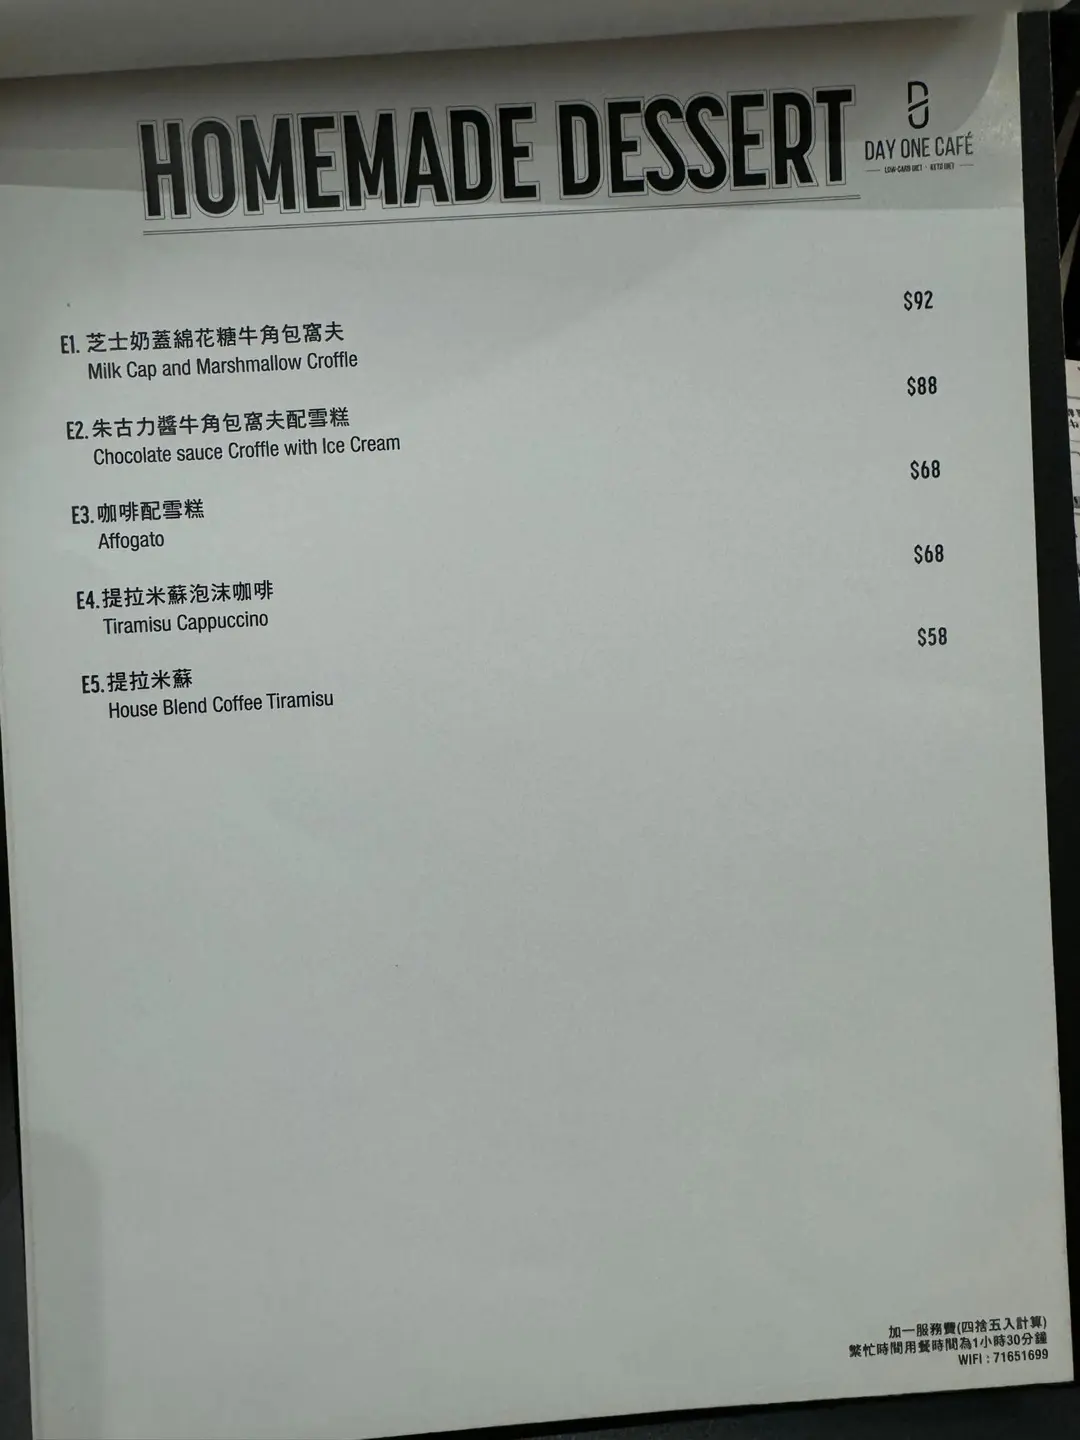 HOMEMADE DESSERT
DAY ONE CAFÉ
LOW-CARB DIET · KETO DIET
$92
E1. 芝士奶蓋綿花糖牛角包窩夫
Milk Cap and Marshmallow Croffle
$88
E2. 朱古力醬牛角包窩夫配雪糕
Chocolate sauce Croffle with Ice Cream
$68
E3. 咖啡配雪糕
Affogato
$68
E4. 提拉米蘇泡沫咖啡
Tiramisu Cappuccino
$58
E5. 提拉米蘇
House Blend Coffee Tiramisu
加一服務費(四捨五入計算)
繁忙時間用餐時間為1小時30分鐘
WIFI : 71651699